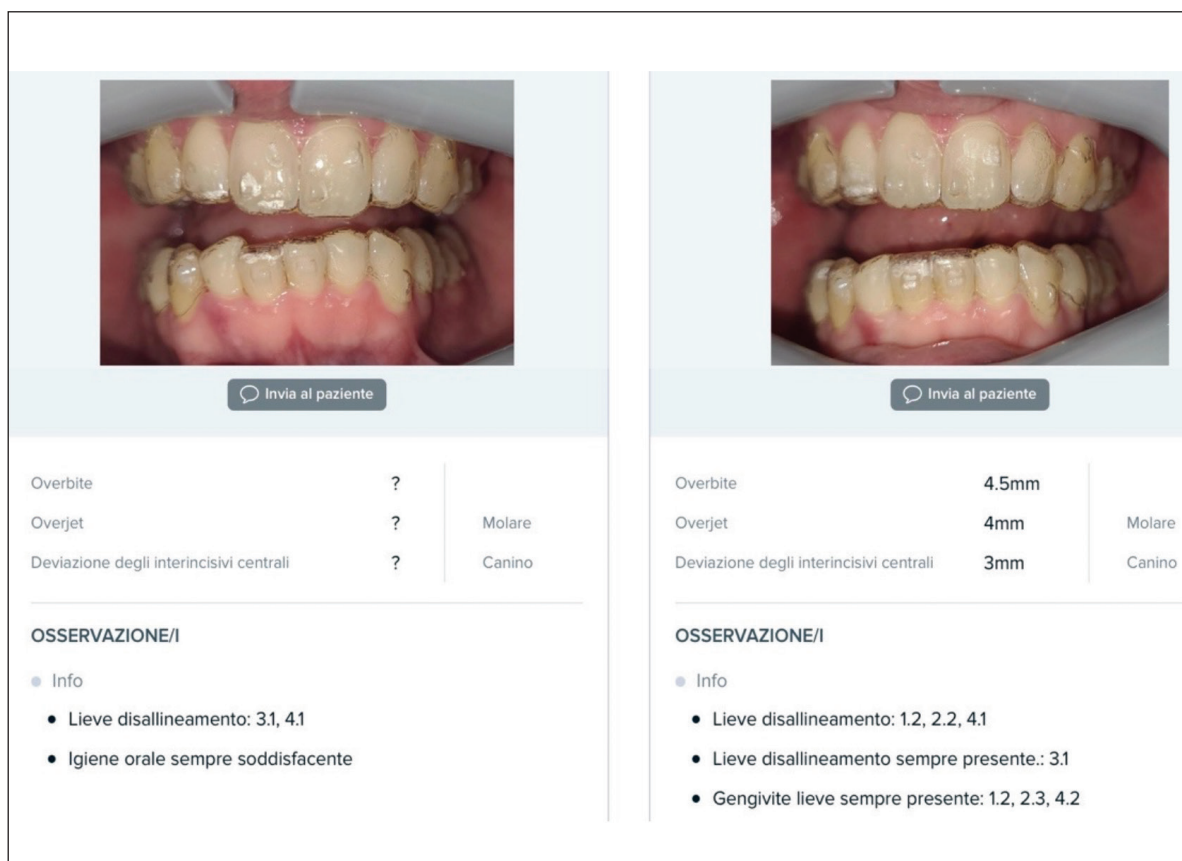 Invia al paziente
Overbite ?
Overjet ? Molare
Deviazione degli interincisivi centrali ? Canino
OSSERVAZIONE/I
Info
Lieve disallineamento: 3.1, 4.1
Igiene orale sempre soddisfacente
Invia al paziente
Overbite 4.5mm
Overjet 4mm Molare
Deviazione degli interincisivi centrali 3mm Canino
OSSERVAZIONE/I
Info
Lieve disallineamento: 1.2, 2.2, 4.1
Lieve disallineamento sempre presente.: 3.1
Gengivite lieve sempre presente: 1.2, 2.3, 4.2